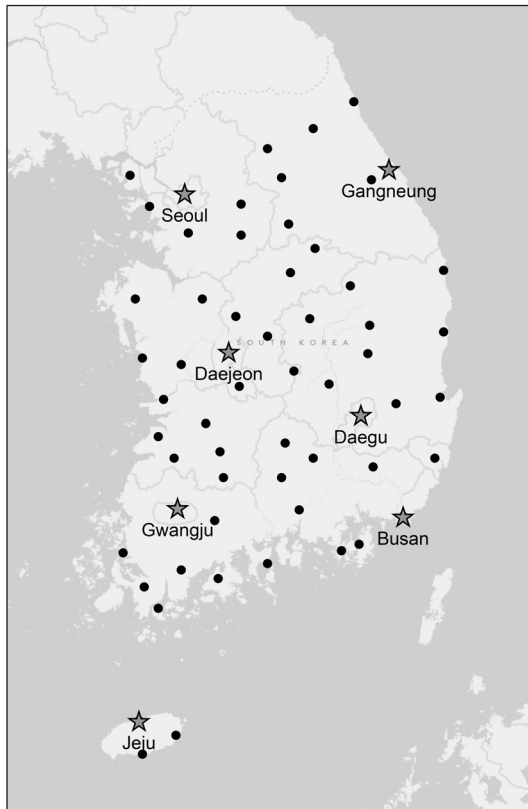 Gangneung
Seoul
SOUTH KOREA
Daejeon
Daegu
Gwangju
Busan
Jeju